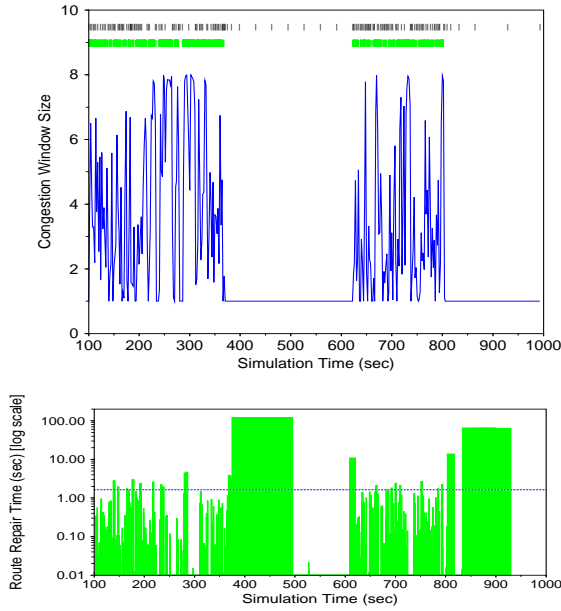 10
8
6
4
2
0
Congestion Window Size
100 200 300 400 500 600 700 800 900 1000
Simulation Time (sec)
100.00
10.00
1.00
0.10
0.01
Route Repair Time (sec) [log scale]
100 200 300 400 500 600 700 800 900 1000
Simulation Time (sec)